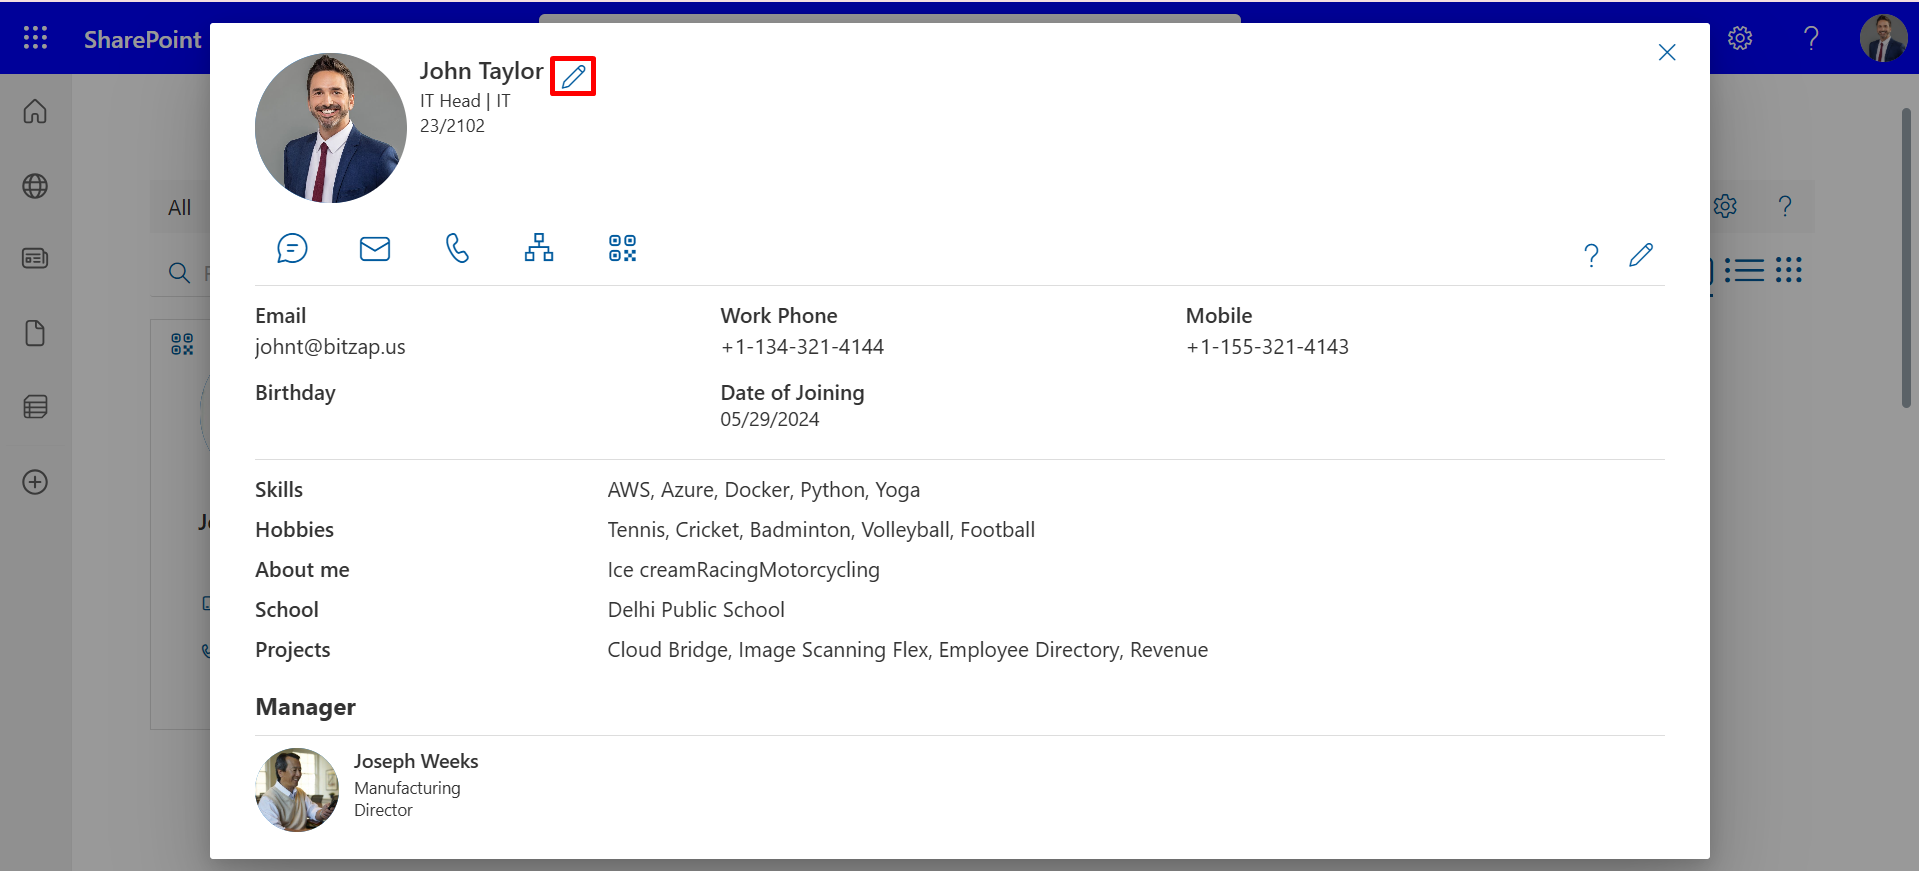 SharePoint
John Taylor
IT Head | IT
23/2102
All
Email
johnt@bitzap.us
Work Phone
+1-134-321-4144
Mobile
+1-155-321-4143
Birthday
Date of Joining
05/29/2024
Skills
AWS, Azure, Docker, Python, Yoga
Hobbies
Tennis, Cricket, Badminton, Volleyball, Football
About me
Ice creamRacingMotorcycling
School
Delhi Public School
Projects
Cloud Bridge, Image Scanning Flex, Employee Directory, Revenue
Manager
Joseph Weeks
Manufacturing
Director